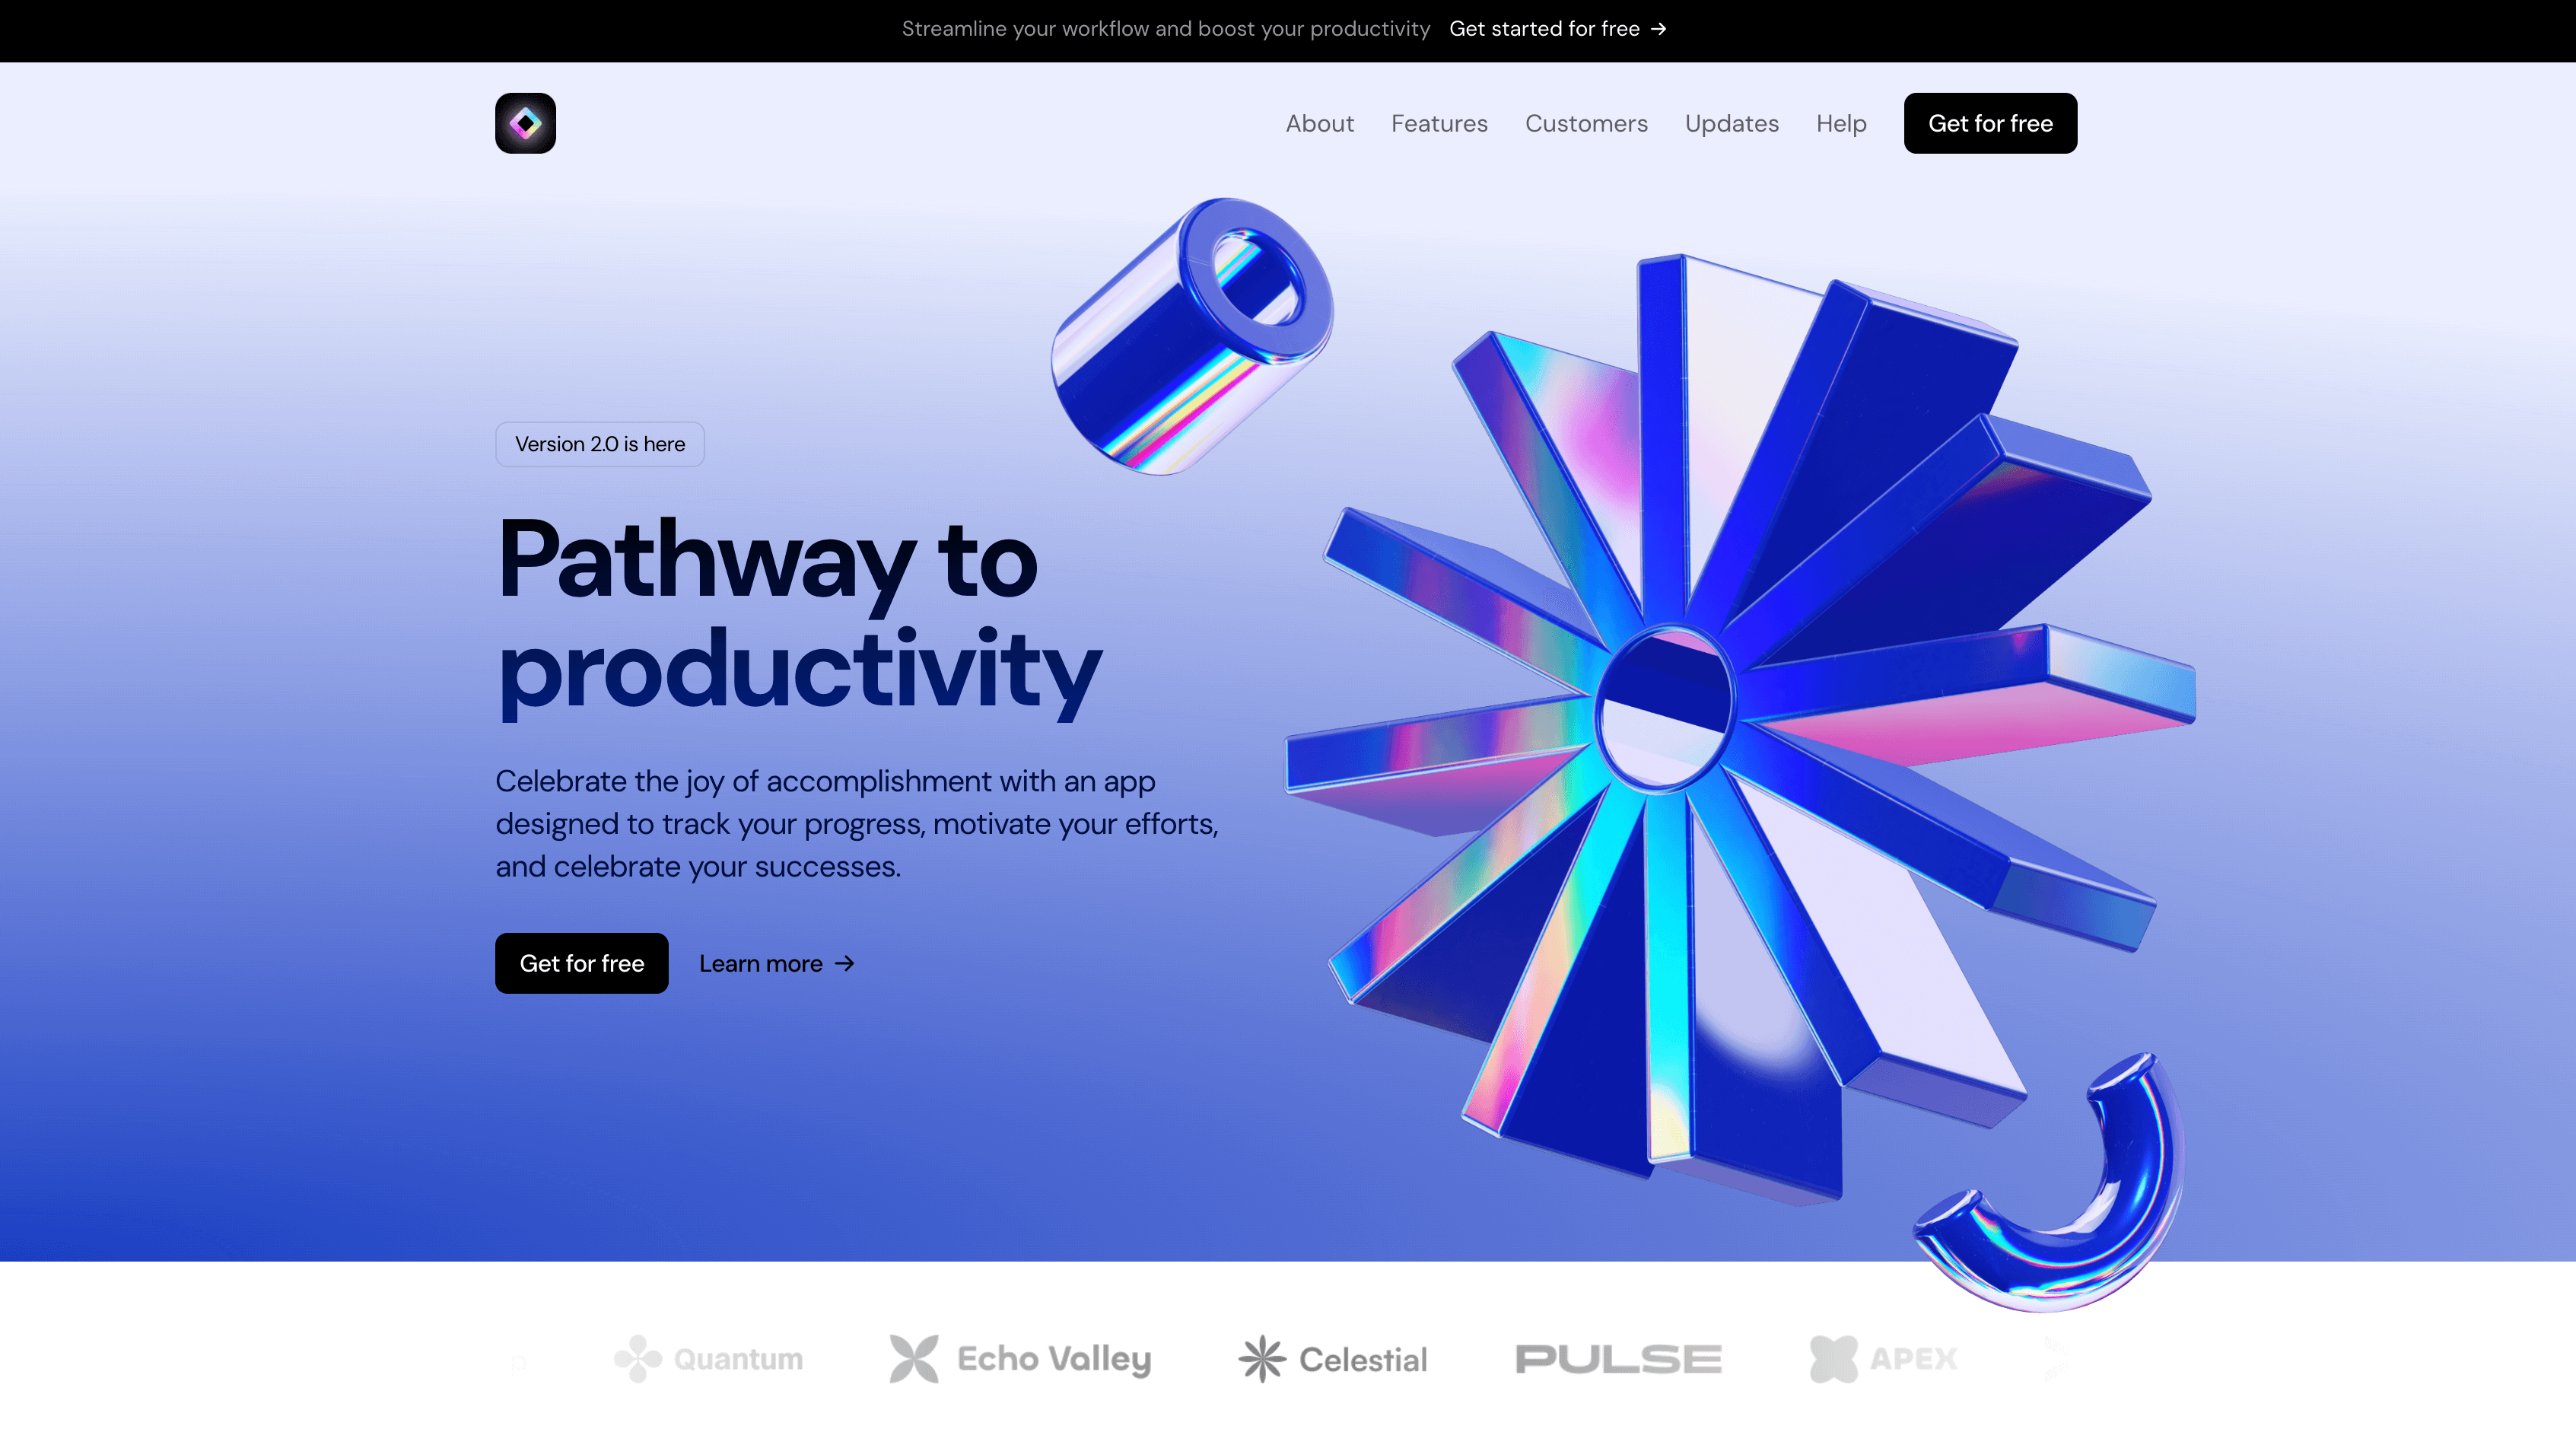 Streamline your workflow and boost your productivity Get started for free →
About Features Customers Updates Help Get for free
Version 2.0 is here
Pathway to
productivity
Celebrate the joy of accomplishment with an app
designed to track your progress, motivate your efforts,
and celebrate your successes.
Get for free Learn more →
Quantum Echo Valley Celestial PULSE APEX